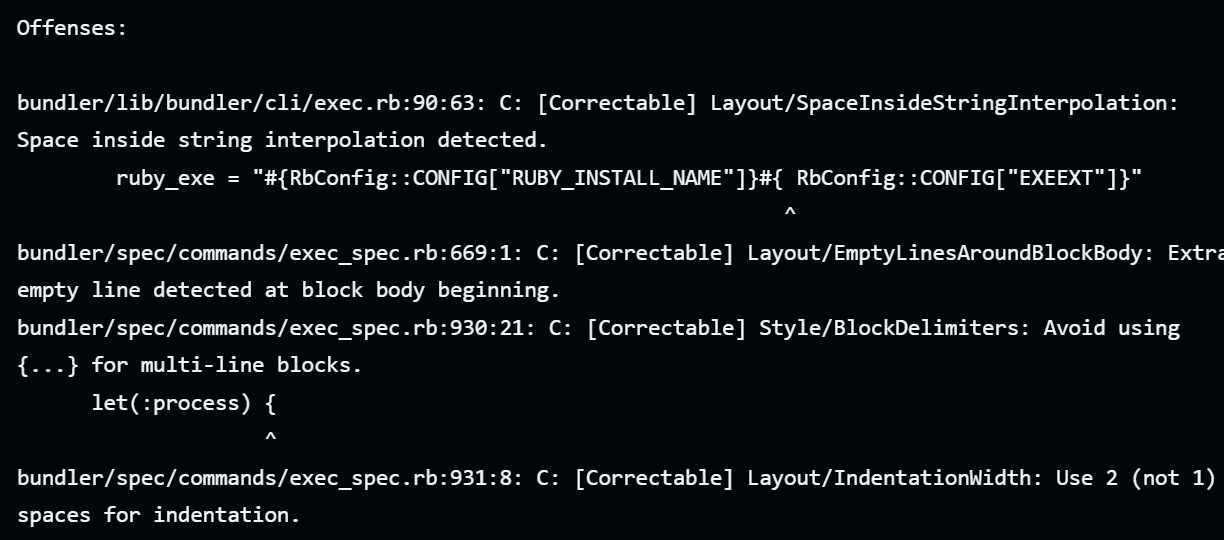 Offenses:
bundler/lib/bundler/cli/exec.rb:90:63: C: [Correctable] Layout/SpaceInsideStringInterpolation:
Space inside string interpolation detected.
        ruby_exe = "#{RbConfig::CONFIG["RUBY_INSTALL_NAME"]}#{ RbConfig::CONFIG["EXEEXT"]}"
                                                              ^
bundler/spec/commands/exec_spec.rb:669:1: C: [Correctable] Layout/EmptyLinesAroundBlockBody: Extra
empty line detected at block body beginning.
bundler/spec/commands/exec_spec.rb:930:21: C: [Correctable] Style/BlockDelimiters: Avoid using
{...} for multi-line blocks.
      let(:process) {
                    ^
bundler/spec/commands/exec_spec.rb:931:8: C: [Correctable] Layout/IndentationWidth: Use 2 (not 1)
spaces for indentation.